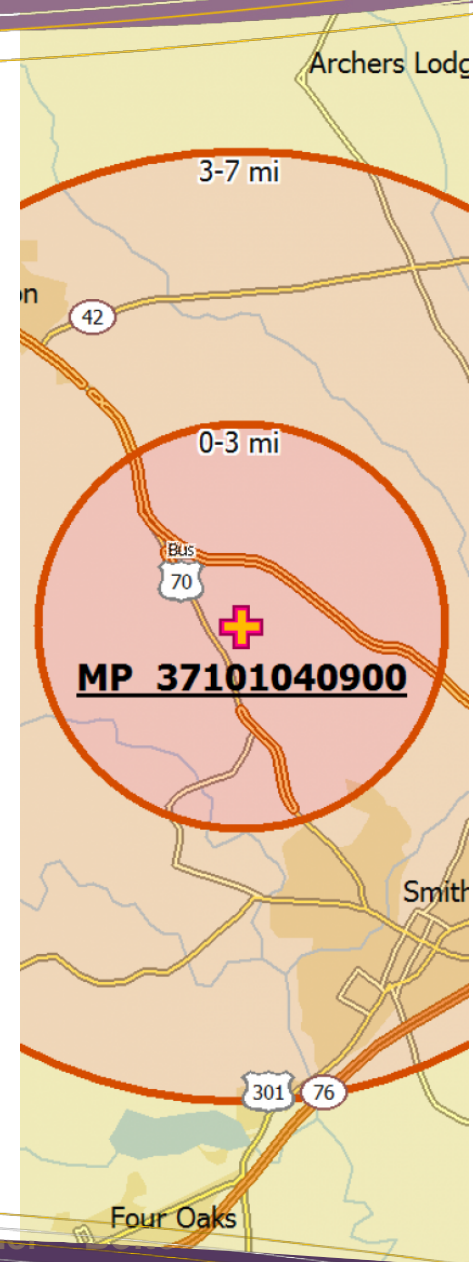 Archers Lodg
3-7 mi
on
42
0-3 mi
Bus
70
MP 37101040900
Smith
301
76
Four Oaks